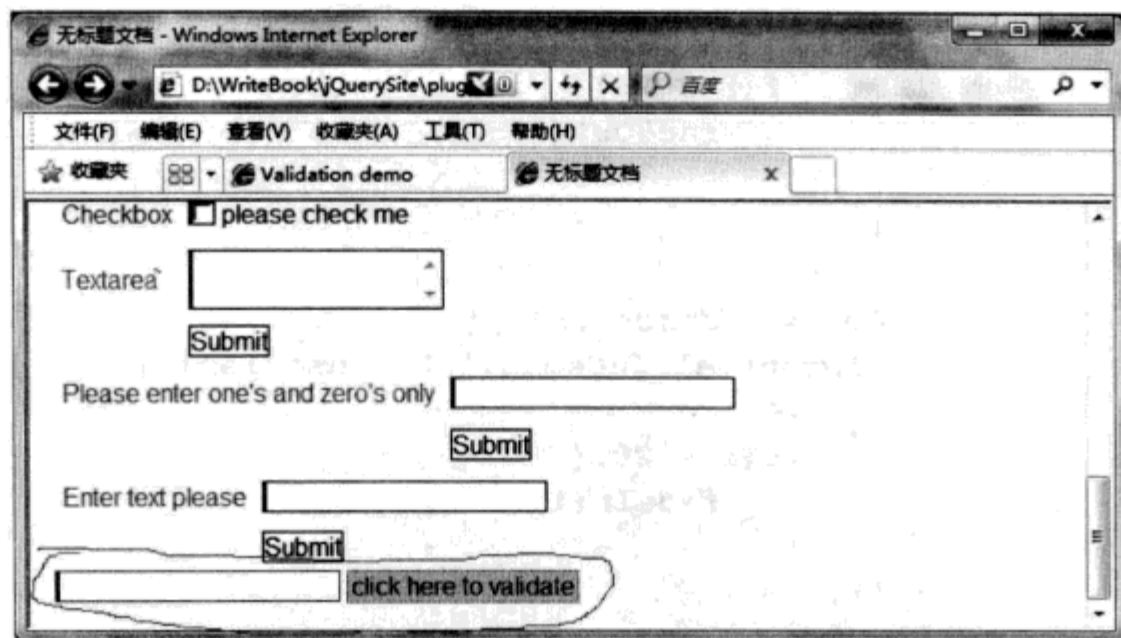 无标题文档 - Windows Internet Explorer
D:\WriteBook\jQuerySite\plug
百度
文件(F) 编辑(E) 查看(V) 收藏夹(A) 工具(T) 帮助(H)
收藏夹 Validation demo 无标题文档 x
Checkbox please check me
Textarea`
Submit
Please enter one's and zero's only
Submit
Enter text please
Submit
click here to validate